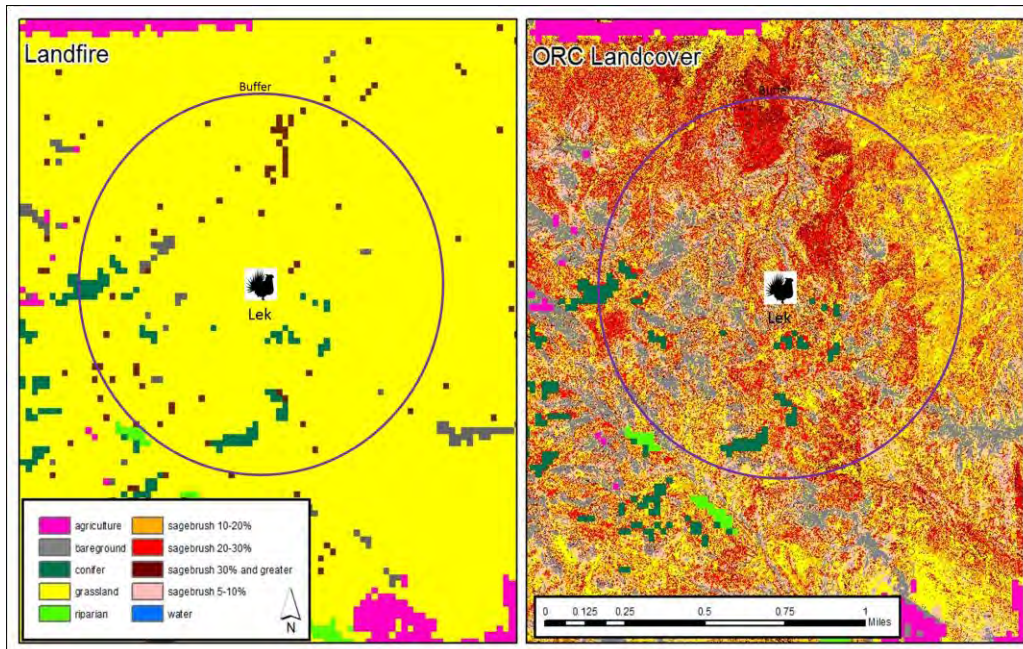 Landfire
Buffer
Lek
agriculture
bareground
conifer
grassland
riparian
sagebrush 10-20%
sagebrush 20-30%
sagebrush 30% and greater
sagebrush 5-10%
water
N
ORC Landcover
Buffer
Lek
0 0.125 0.25 0.5 0.75 1
Miles